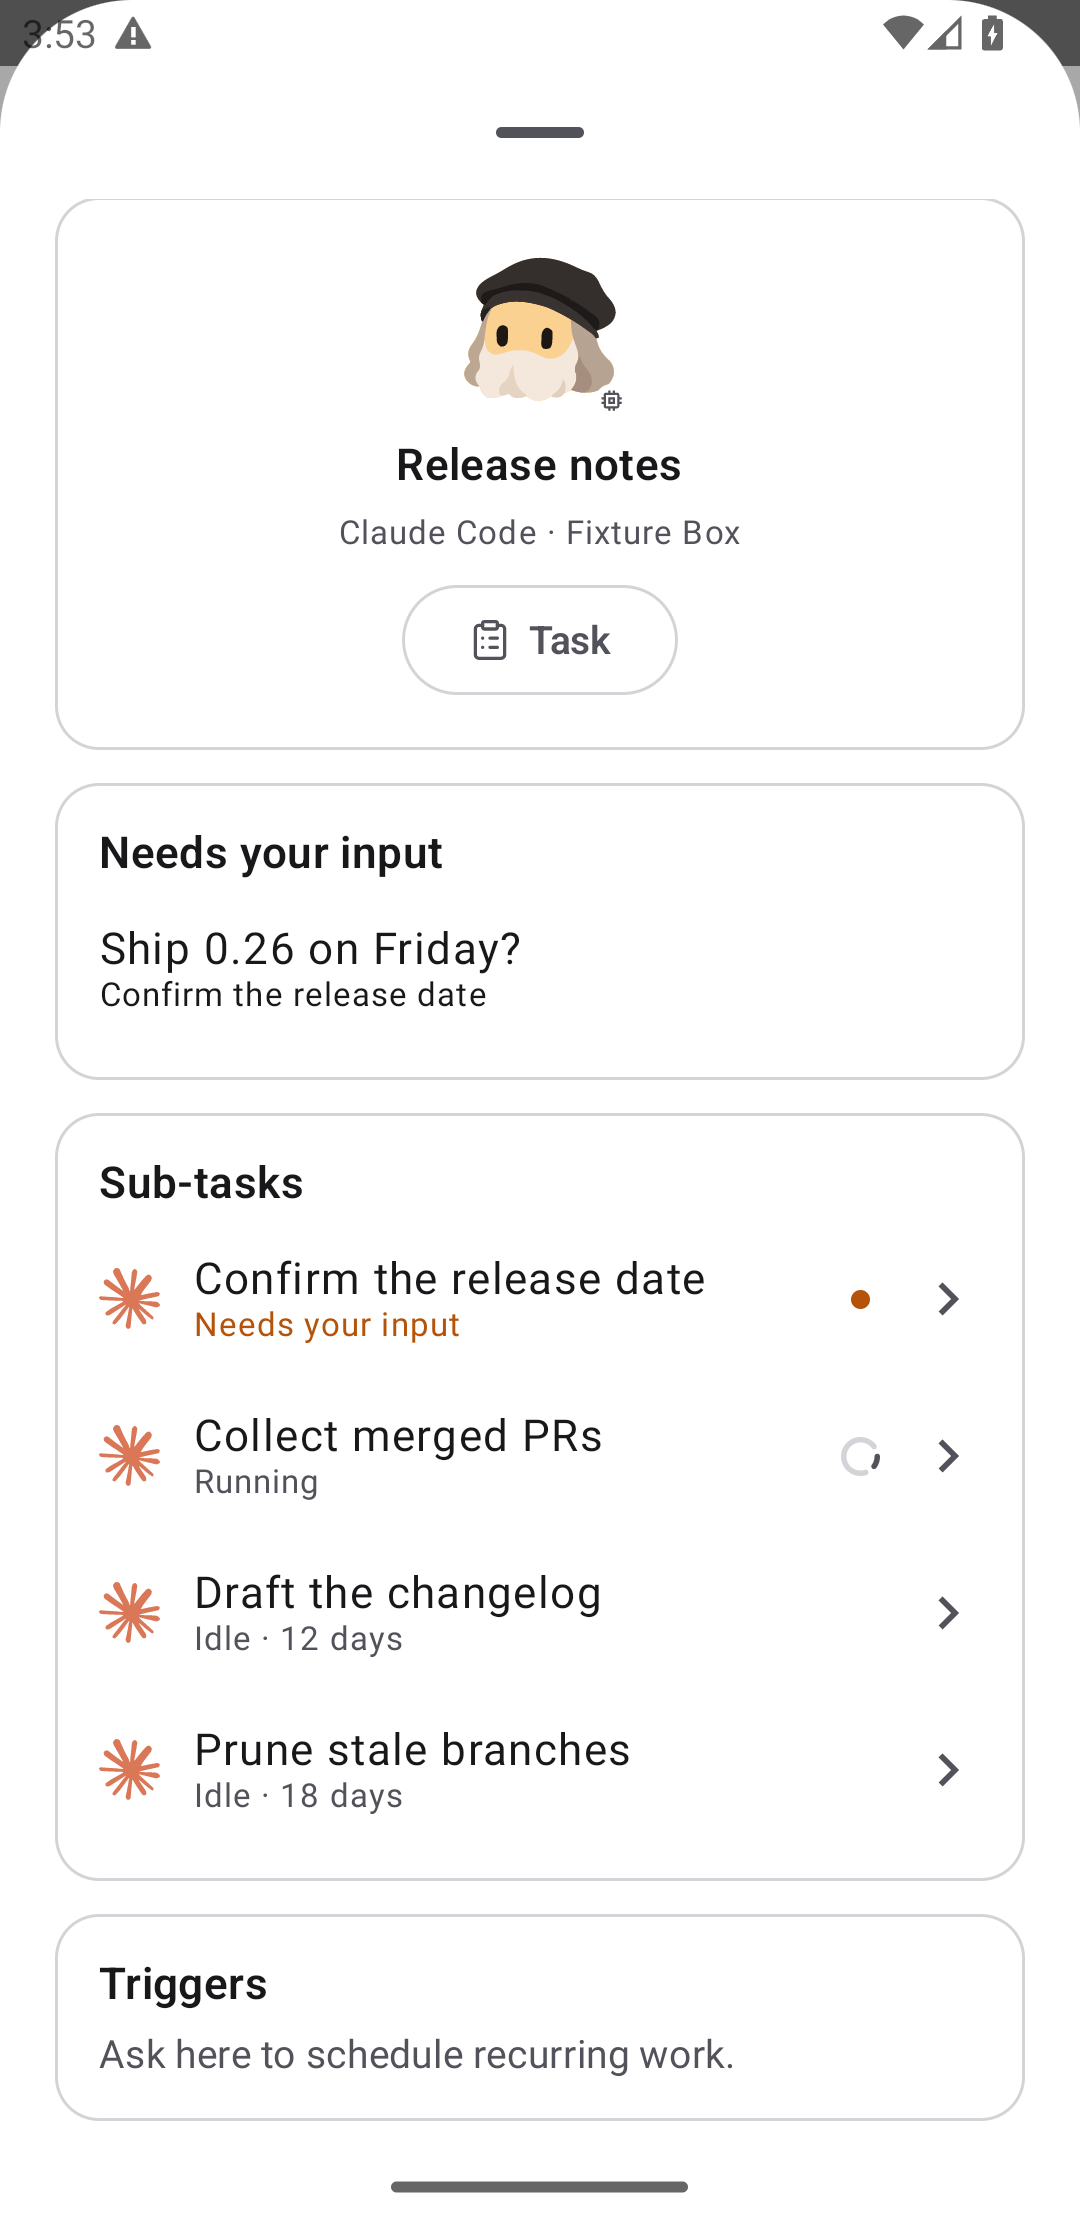 3:53
Release notes
Claude Code · Fixture Box
Task
Needs your input
Ship 0.26 on Friday?
Confirm the release date
Sub-tasks
Confirm the release date
Needs your input
Collect merged PRs
Running
Draft the changelog
Idle · 12 days
Prune stale branches
Idle · 18 days
Triggers
Ask here to schedule recurring work.